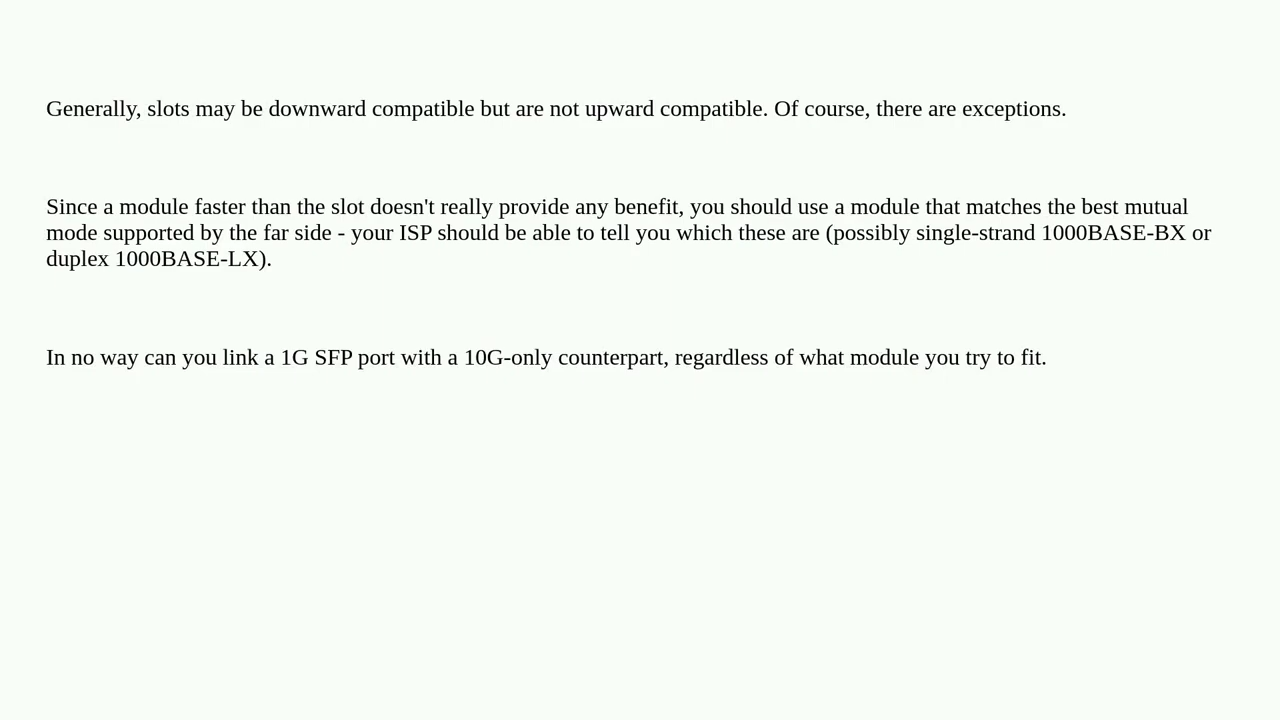 Generally, slots may be downward compatible but are not upward compatible. Of course, there are exceptions.
Since a module faster than the slot doesn't really provide any benefit, you should use a module that matches the best mutual
mode supported by the far side - your ISP should be able to tell you which these are (possibly single-strand 1000BASE-BX or
duplex 1000BASE-LX).
In no way can you link a 1G SFP port with a 10G-only counterpart, regardless of what module you try to fit.